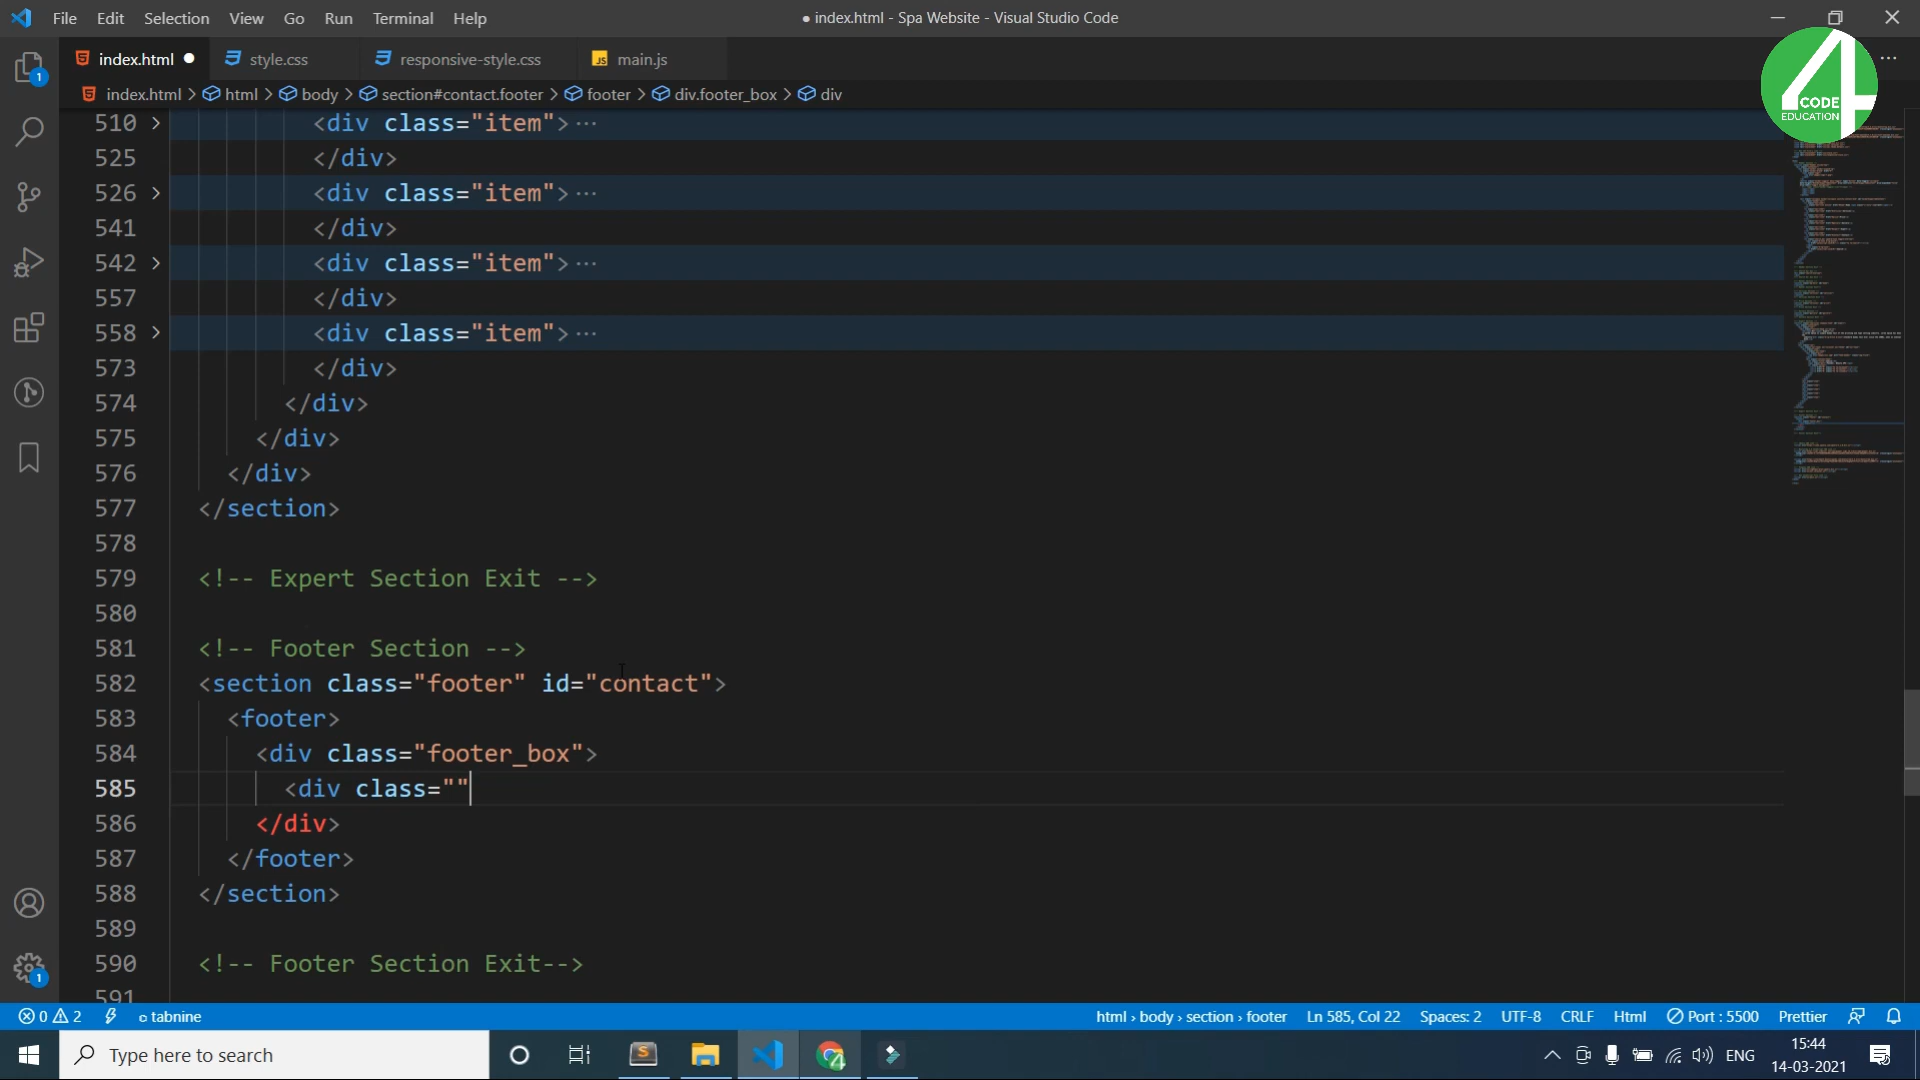 File Edit Selection View Go Run Terminal Help
● index.html - Spa Website - Visual Studio Code
index.html ● style.css responsive-style.css JS main.js
4 CODE EDUCATION
index.html > html > body > section#contact.footer > footer > div.footer_box > div
510 <div class="item">···
525 </div>
526 <div class="item">···
541 </div>
542 <div class="item">···
557 </div>
558 <div class="item">···
573 </div>
574 </div>
575 </div>
576 </div>
577 </section>
578
579 <!-- Expert Section Exit -->
580
581 <!-- Footer Section -->
582 <section class="footer" id="contact">
583 <footer>
584 <div class="footer_box">
585 <div class=""
586 </div>
587 </footer>
588 </section>
589
590 <!-- Footer Section Exit-->
591
1
1
0 2 tabnine html › body › section › footer Ln 585, Col 22 Spaces: 2 UTF-8 CRLF Html Port : 5500 Prettier
Type here to search
ENG 15:44
14-03-2021